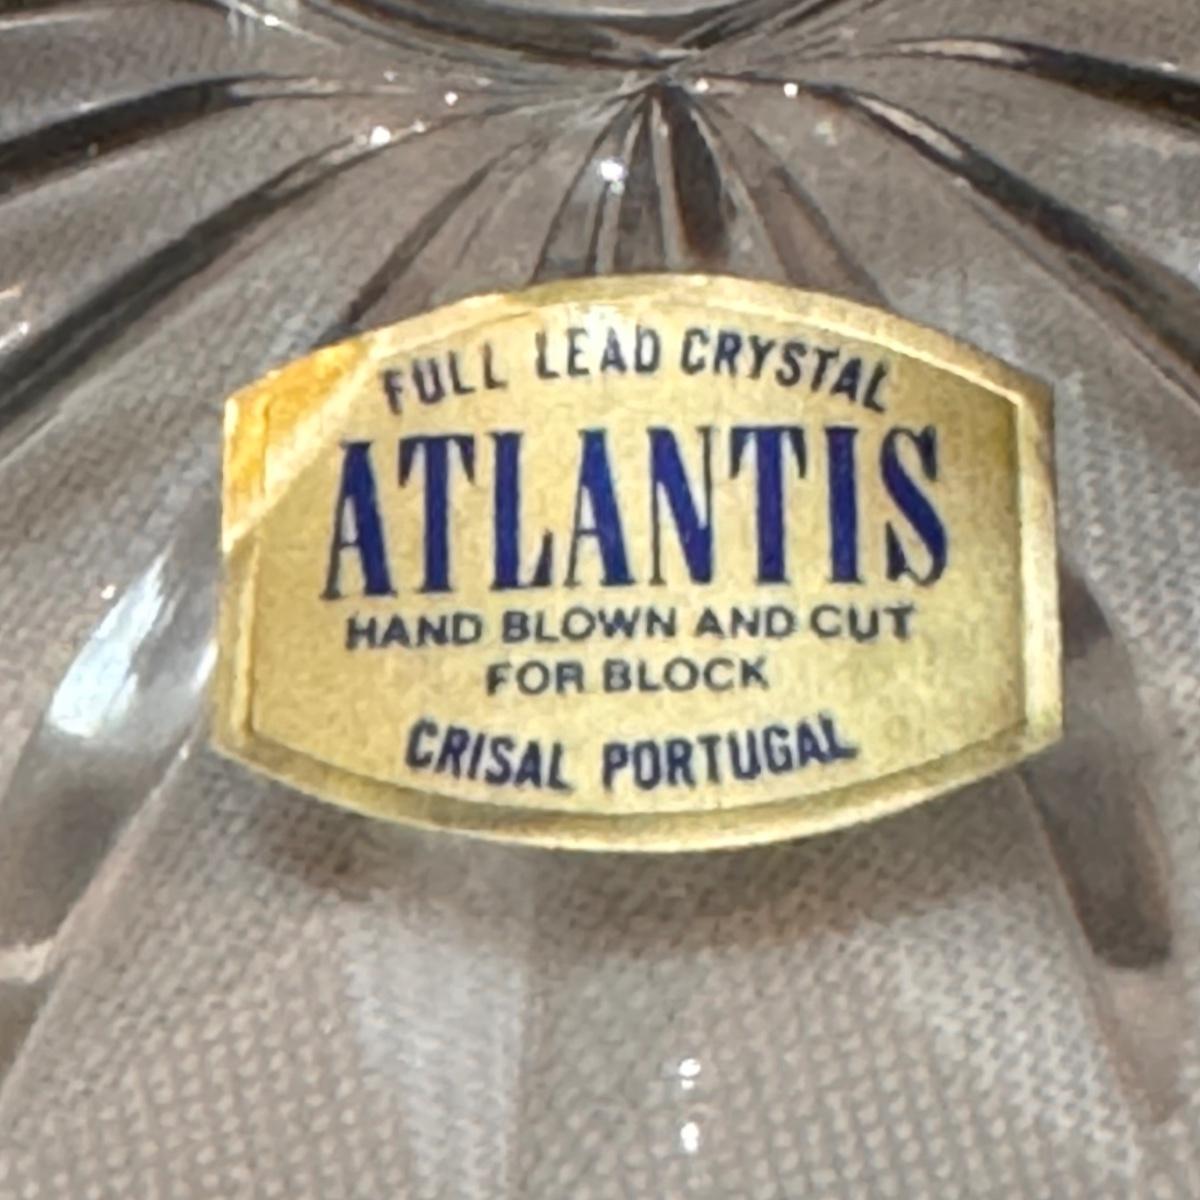 FULL LEAD CRYSTAL
ATLANTIS
HAND BLOWN AND CUT
FOR BLOCK
CRISAL PORTUGAL